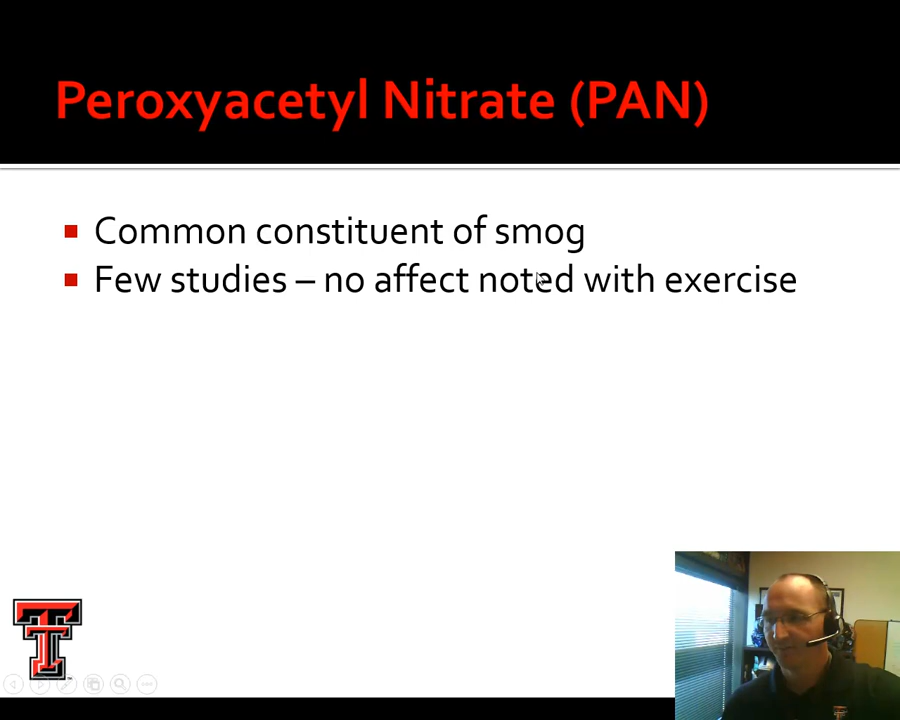 Peroxyacetyl Nitrate (PAN)
Common constituent of smog
Few studies – no affect noted with exercise